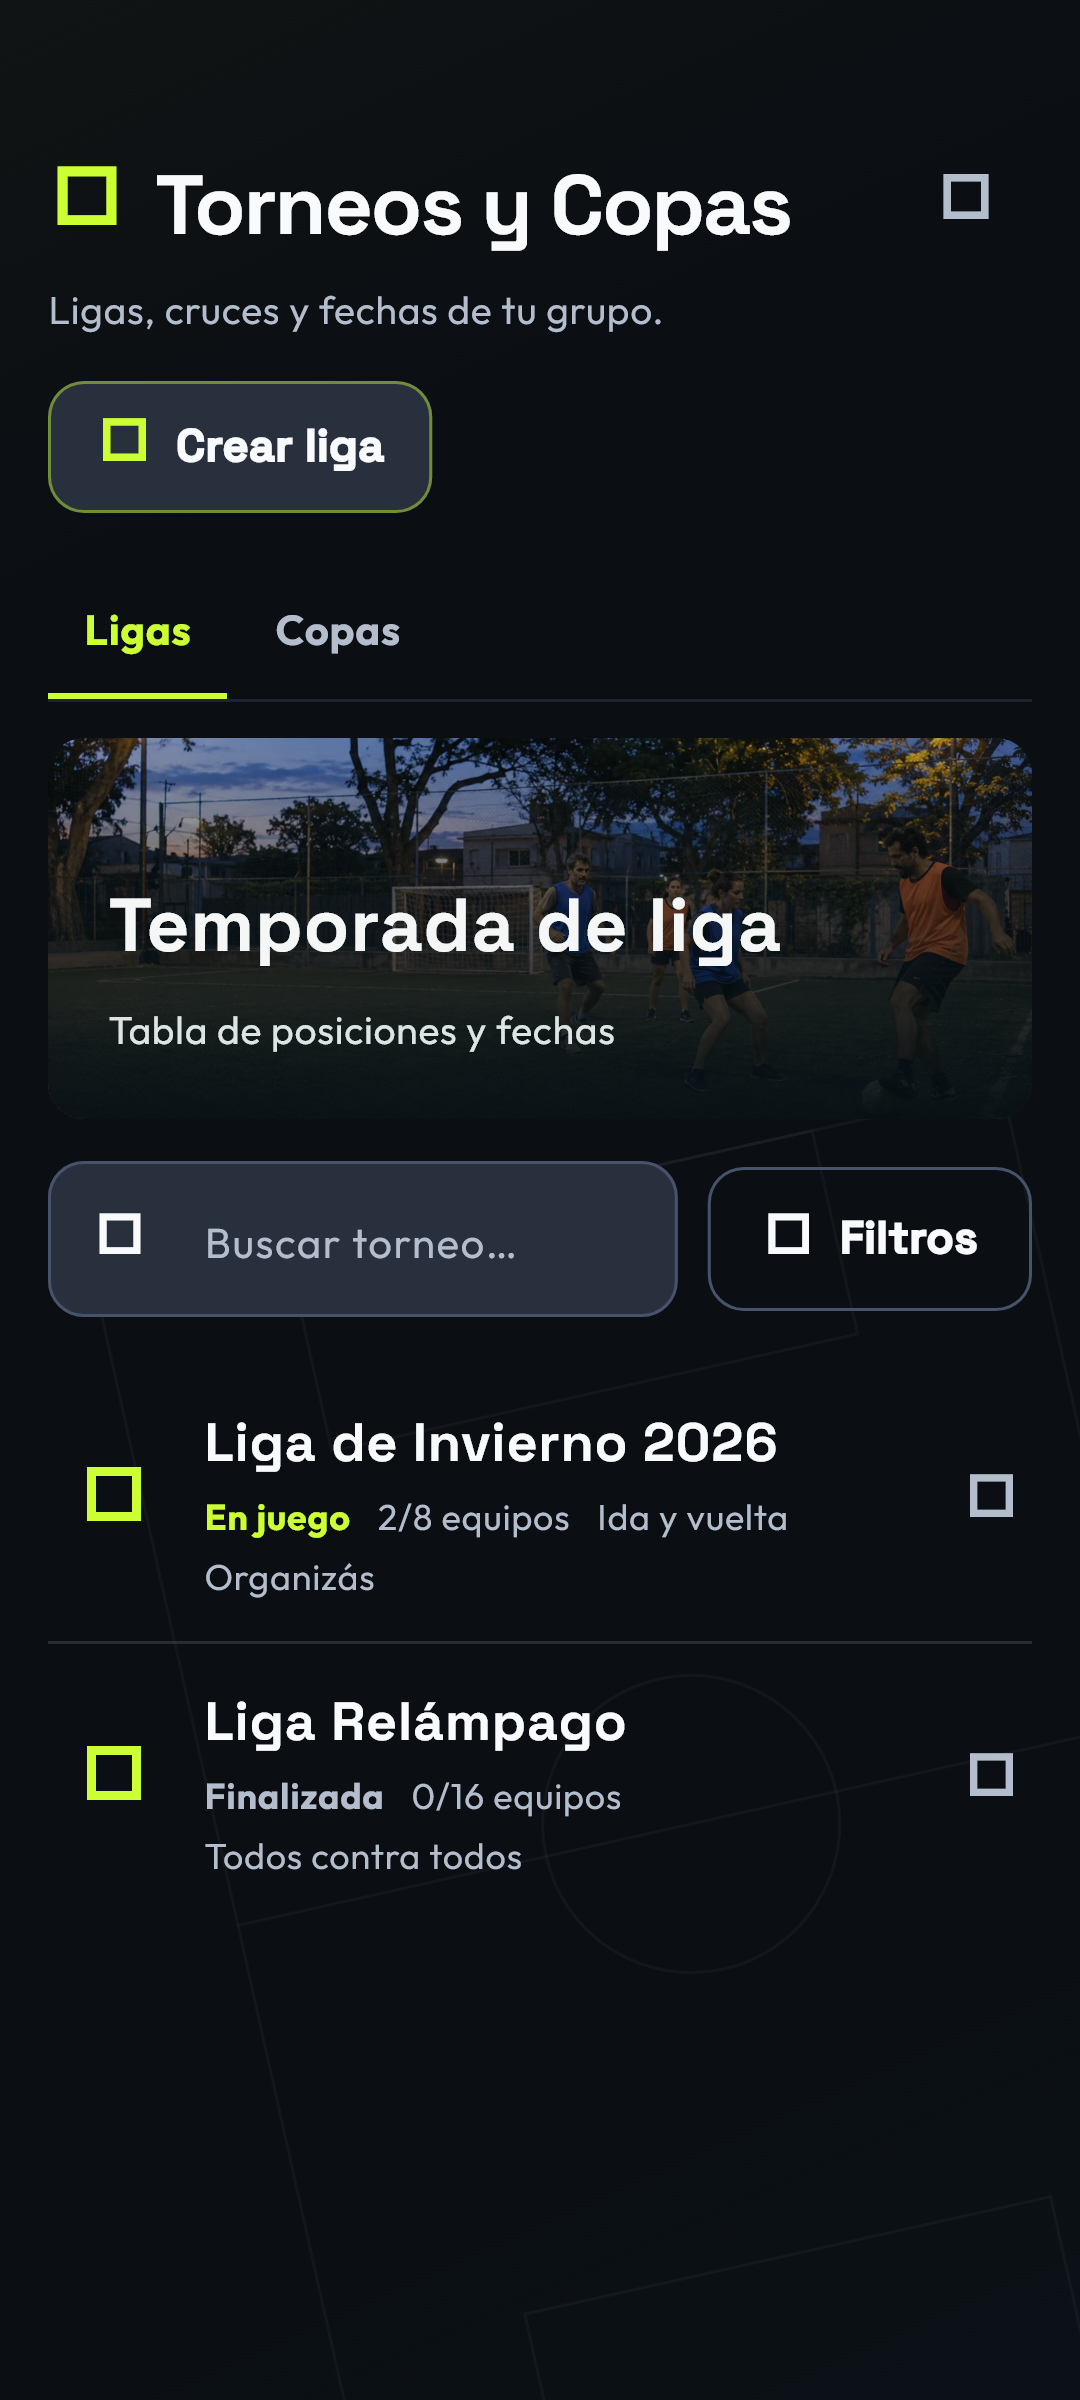 Torneos y Copas
Ligas, cruces y fechas de tu grupo.
Crear liga
Ligas Copas
Temporada de liga
Tabla de posiciones y fechas
Buscar torneo... Filtros
Liga de Invierno 2026
En juego 2/8 equipos Ida y vuelta
Organizás
Liga Relámpago
Finalizada 0/16 equipos
Todos contra todos